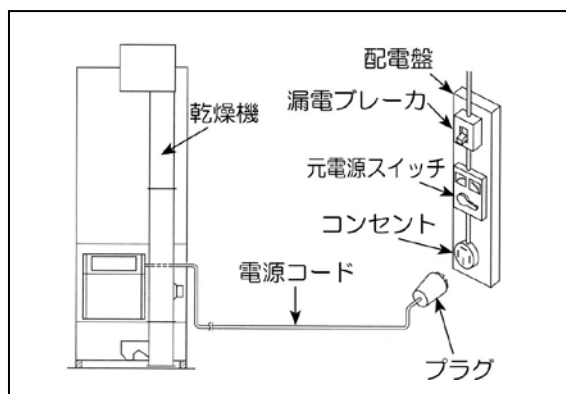 配電盤
漏電ブレーカ
乾燥機
元電源スイッチ
コンセント
電源コード
プラグ